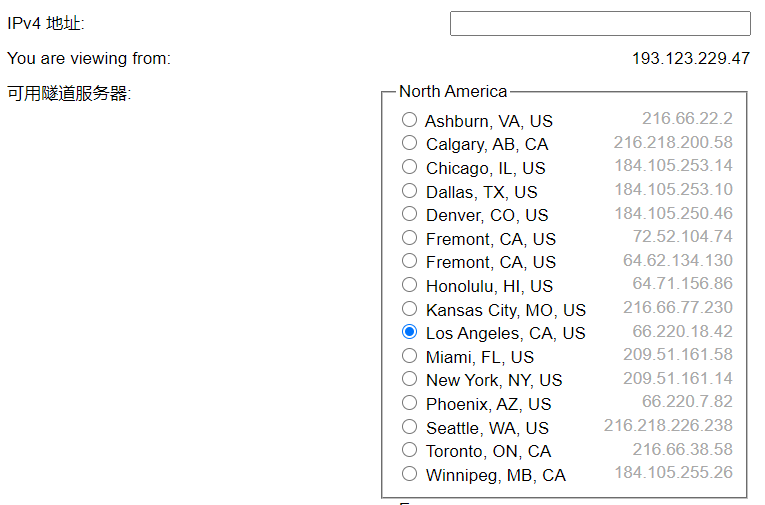 IPv4 地址:
You are viewing from: 193.123.229.47
可用隧道服务器:
North America
Ashburn, VA, US 216.66.22.2
Calgary, AB, CA 216.218.200.58
Chicago, IL, US 184.105.253.14
Dallas, TX, US 184.105.253.10
Denver, CO, US 184.105.250.46
Fremont, CA, US 72.52.104.74
Fremont, CA, US 64.62.134.130
Honolulu, HI, US 64.71.156.86
Kansas City, MO, US 216.66.77.230
Los Angeles, CA, US 66.220.18.42
Miami, FL, US 209.51.161.58
New York, NY, US 209.51.161.14
Phoenix, AZ, US 66.220.7.82
Seattle, WA, US 216.218.226.238
Toronto, ON, CA 216.66.38.58
Winnipeg, MB, CA 184.105.255.26